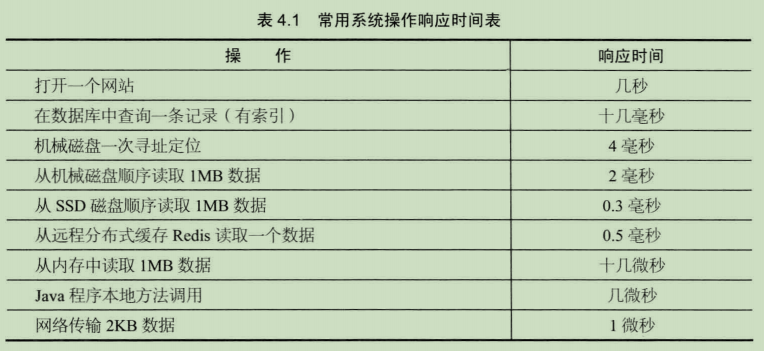 表 4.1 常用系统操作响应时间表
操 作 响应时间
打开一个网站 几秒
在数据库中查询一条记录（有索引） 十几毫秒
机械磁盘一次寻址定位 4 毫秒
从机械磁盘顺序读取 1MB 数据 2 毫秒
从 SSD 磁盘顺序读取 1MB 数据 0.3 毫秒
从远程分布式缓存 Redis 读取一个数据 0.5 毫秒
从内存中读取 1MB 数据 十几微秒
Java 程序本地方法调用 几微秒
网络传输 2KB 数据 1 微秒